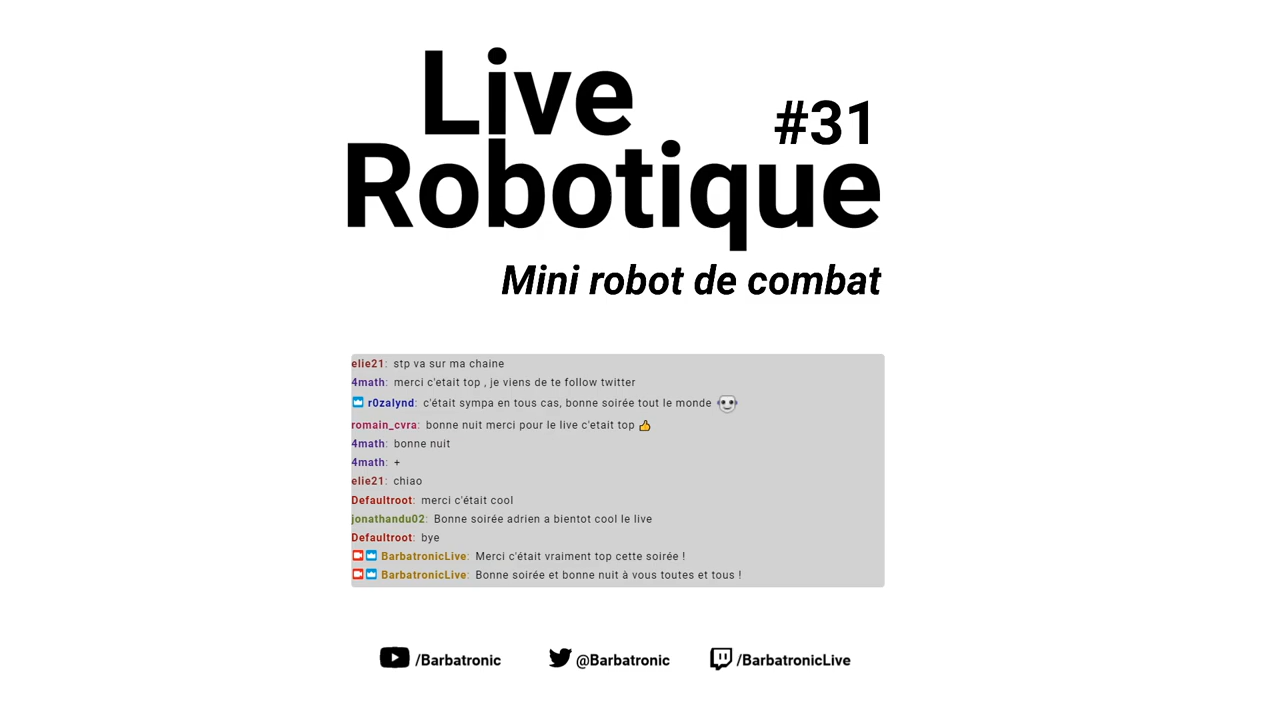 Live
#31
Robotique
Mini robot de combat
elie21: stp va sur ma chaine
4math: merci c'etait top , je viens de te follow twitter
r0zalynd: c'était sympa en tous cas, bonne soirée tout le monde
romain_cvra: bonne nuit merci pour le live c'etait top 👍
4math: bonne nuit
4math: +
elie21: chiao
Defaultroot: merci c'était cool
jonathandu02: Bonne soirée adrien a bientot cool le live
Defaultroot: bye
BarbatronicLive: Merci c'était vraiment top cette soirée !
BarbatronicLive: Bonne soirée et bonne nuit à vous toutes et tous !
/Barbatronic @Barbatronic /BarbatronicLive